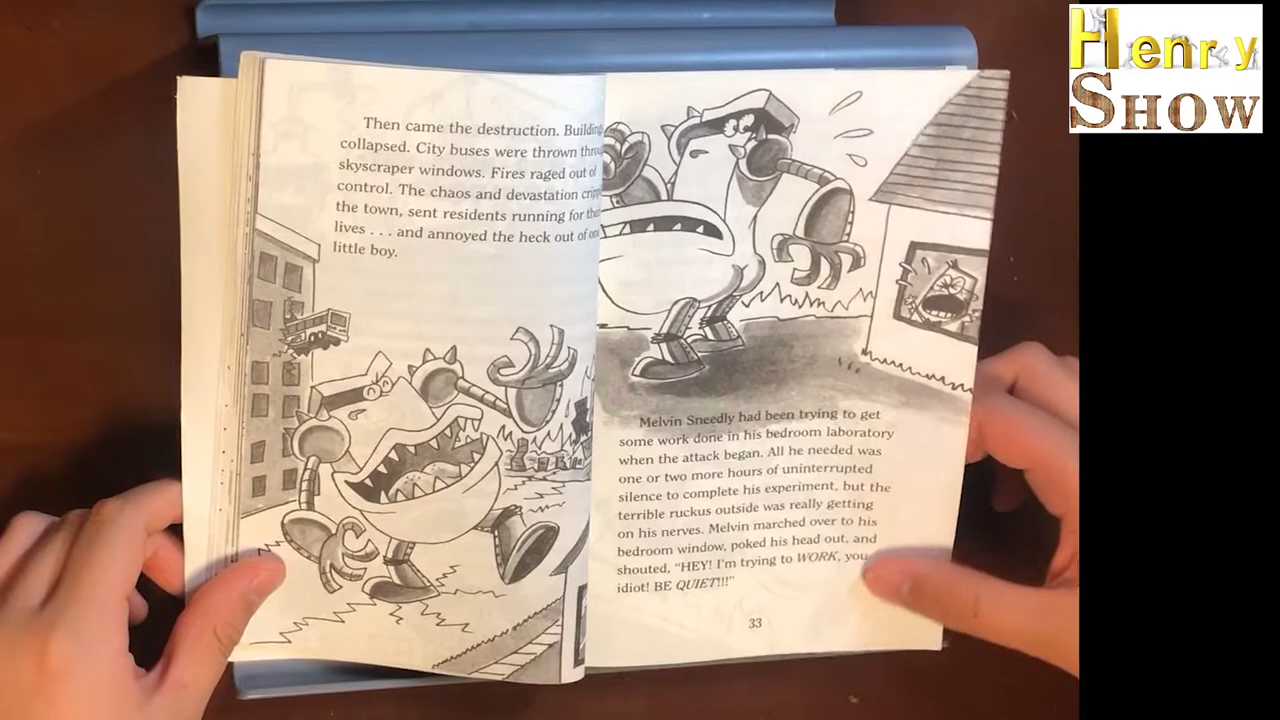 Then came the destruction. Building
collapsed. City buses were thrown
skyscraper windows. Fires raged out of
control. The chaos and devastation
the town, sent residents running for
lives . . . and annoyed the heck out of
little boy.
Melvin Sneedly had been trying to get
some work done in his bedroom laboratory
when the attack began. All he needed was
one or two more hours of uninterrupted
silence to complete his experiment, but the
terrible ruckus outside was really getting
on his nerves. Melvin marched over to his
bedroom window, poked his head out, and
shouted, “HEY! I'm trying to WORK, you
idiot! BE QUIET!!!”
33
Henry
SHOW